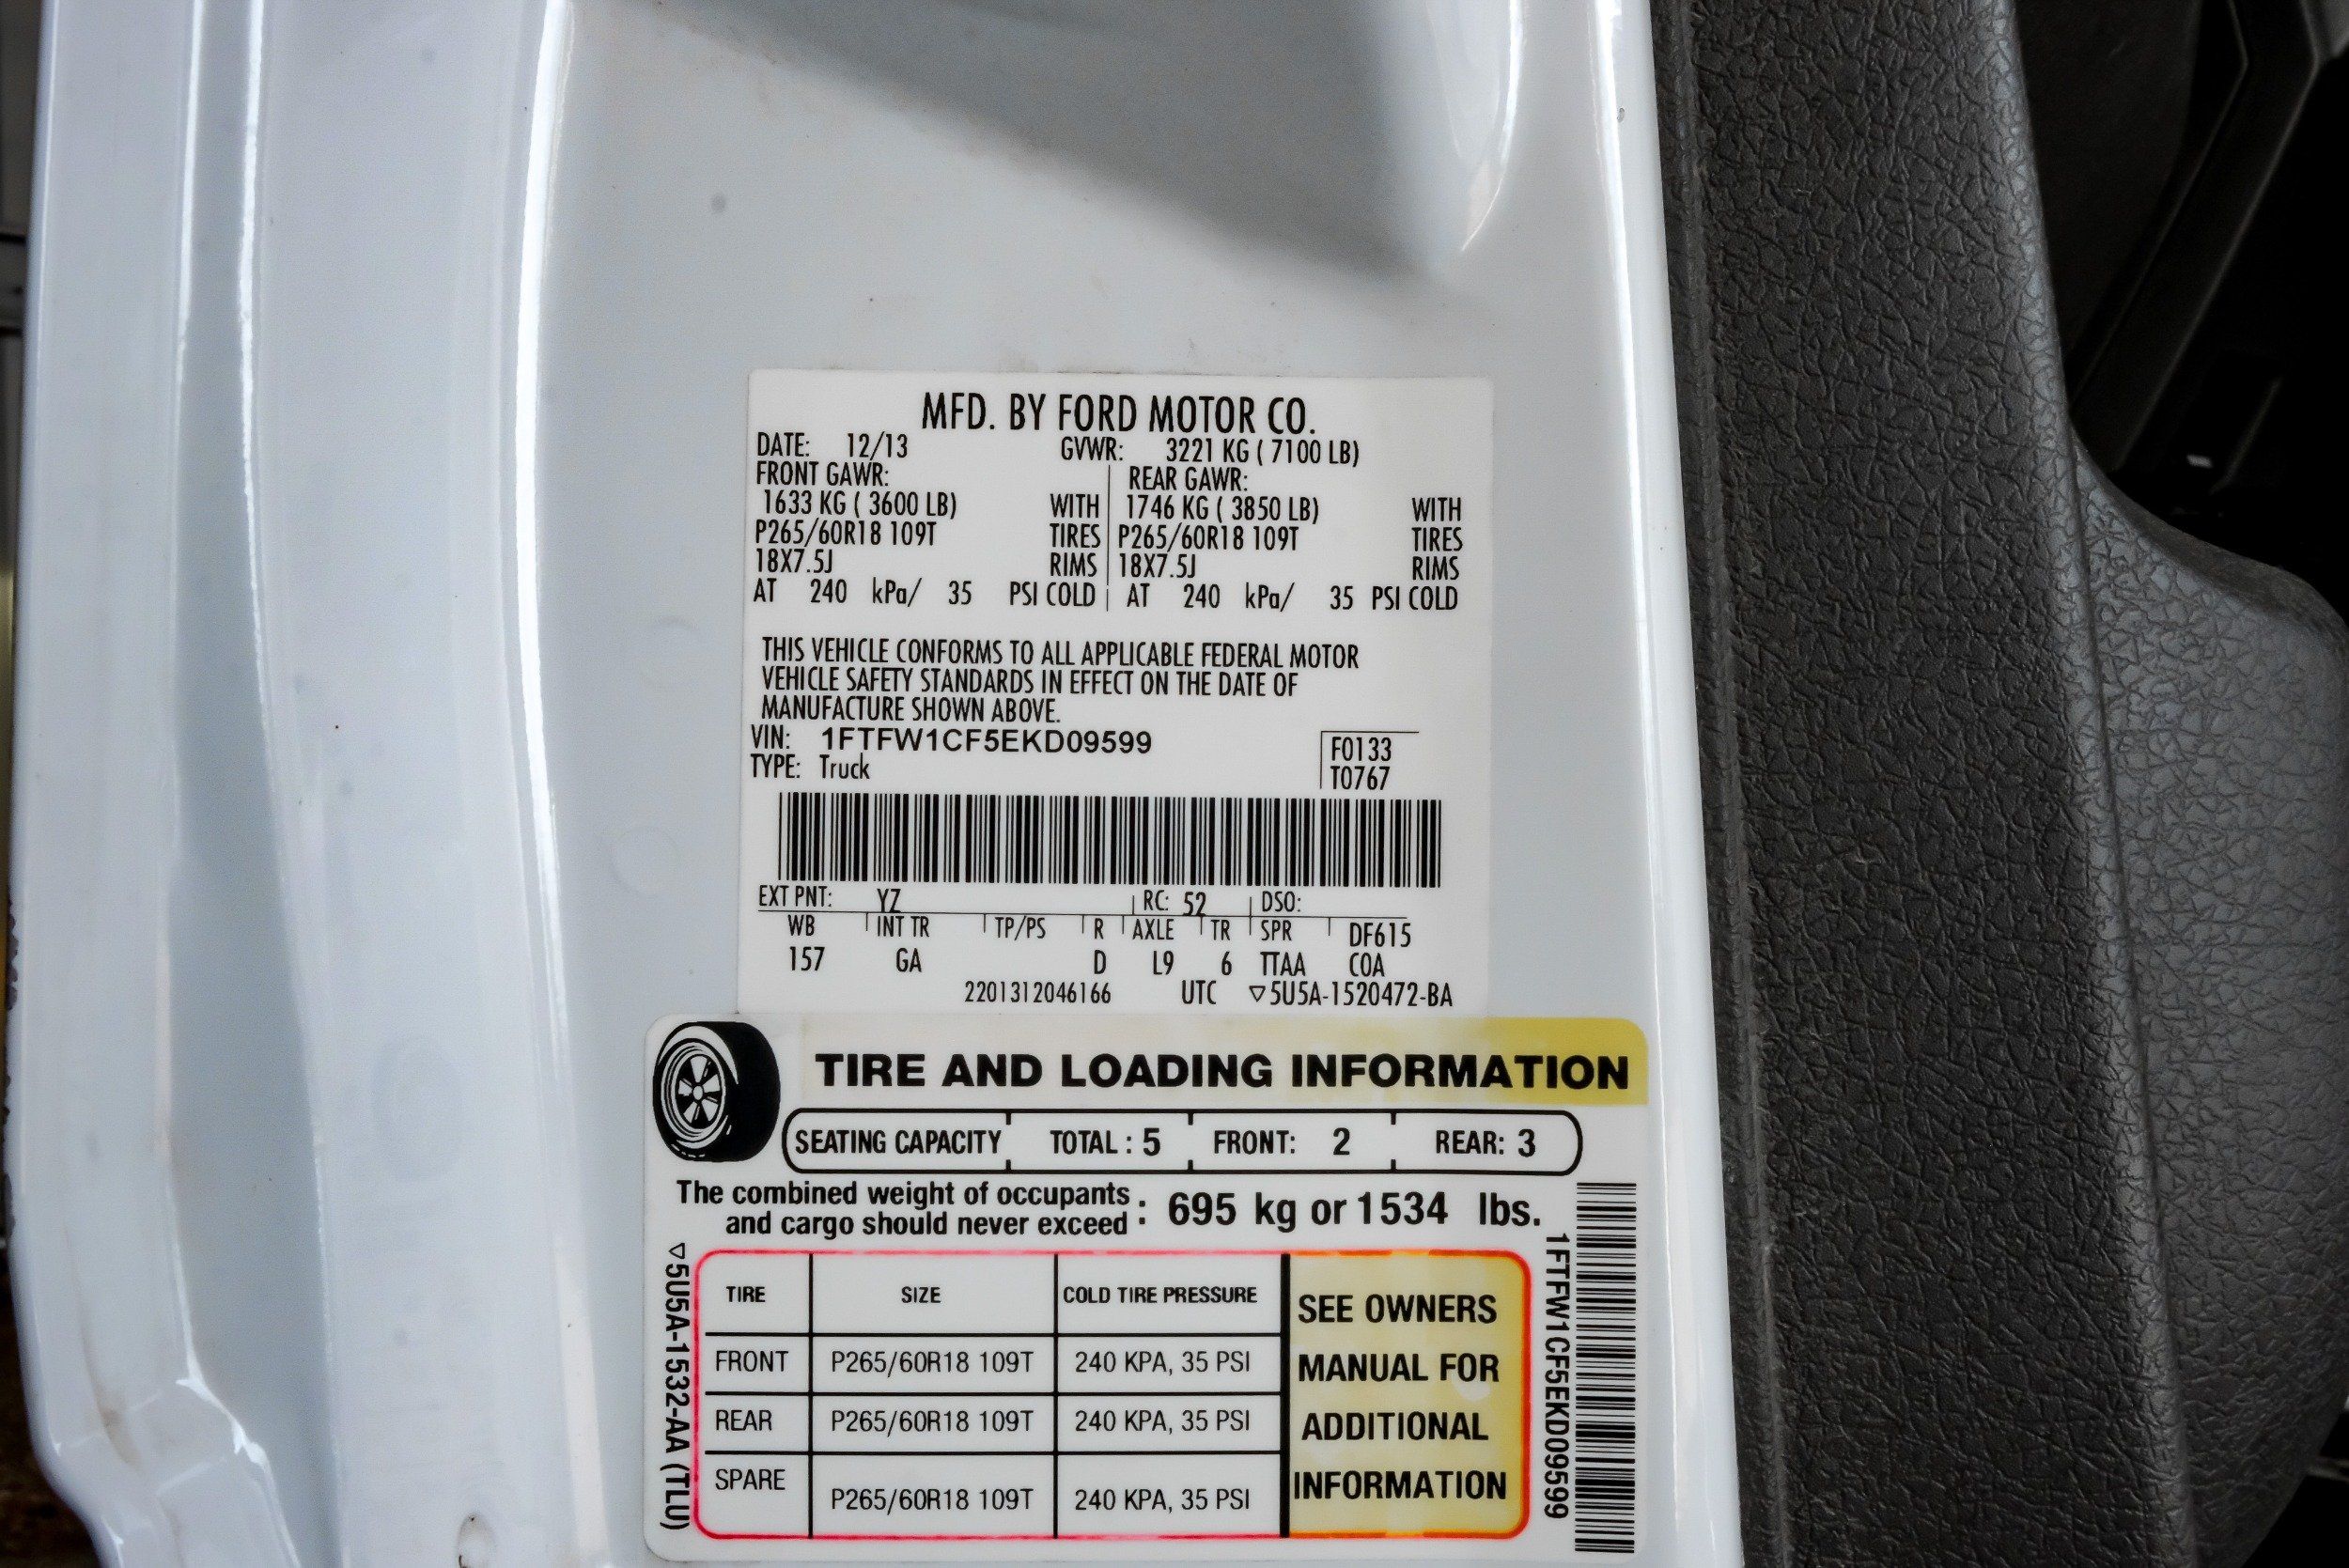 MFD. BY FORD MOTOR CO.
DATE: 12/13 GVWR: 3221 KG ( 7100 LB)
FRONT GAWR: REAR GAWR:
1633 KG ( 3600 LB) WITH 1746 KG ( 3850 LB) WITH
P265/60R18 109T TIRES P265/60R18 109T TIRES
18X7.5J RIMS 18X7.5J RIMS
AT 240 kPa/ 35 PSI COLD AT 240 kPa/ 35 PSI COLD
THIS VEHICLE CONFORMS TO ALL APPLICABLE FEDERAL MOTOR
VEHICLE SAFETY STANDARDS IN EFFECT ON THE DATE OF
MANUFACTURE SHOWN ABOVE.
VIN: 1FTFW1CF5EKD09599
F0133
TYPE: Truck
T0767
EXT PNT: YZ RC: 52 DSO:
WB INT TR TP/PS R AXLE TR SPR DF615
157 GA D L9 6 TTAA COA
2201312046166 UTC ▽5U5A-1520472-BA
TIRE AND LOADING INFORMATION
SEATING CAPACITY TOTAL : 5 FRONT: 2 REAR: 3
The combined weight of occupants
and cargo should never exceed : 695 kg or 1534 lbs.
TIRE SIZE COLD TIRE PRESSURE
FRONT P265/60R18 109T 240 KPA, 35 PSI
REAR P265/60R18 109T 240 KPA, 35 PSI
SPARE P265/60R18 109T 240 KPA, 35 PSI
SEE OWNERS
MANUAL FOR
ADDITIONAL
INFORMATION
▽5U5A-1532-AA (TLU)
1FTFW1CF5EKD09599